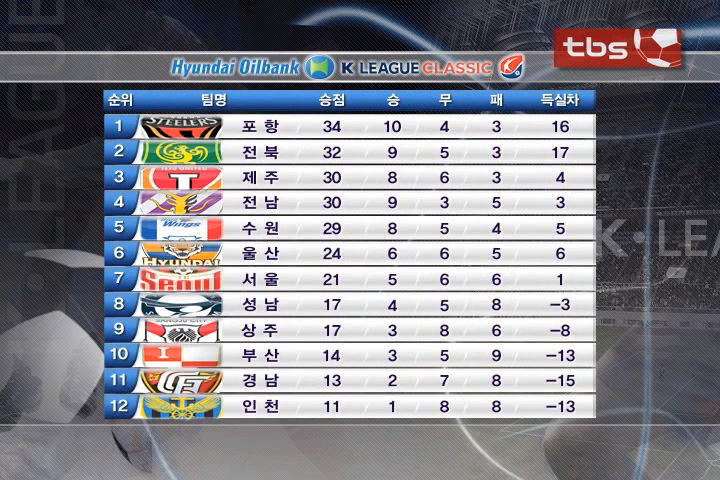 tbs
Hyundai Oilbank K LEAGUE CLASSIC
순위 팀명 승점 승 무 패 득실차
1 STEELERS 포항 34 10 4 3 16
2 전북 32 9 5 3 17
3 제주 30 8 6 3 4
4 전남 30 9 3 5 3
5 Wings 수원 29 8 5 4 5
6 HYUNDAI 울산 24 6 6 5 6
7 Seoul 서울 21 5 6 6 1
8 성남 17 4 5 8 -3
9 SANGJU CITY 상주 17 3 8 6 -8
10 I 부산 14 3 5 9 -13
11 경남 13 2 7 8 -15
12 인천 11 1 8 8 -13